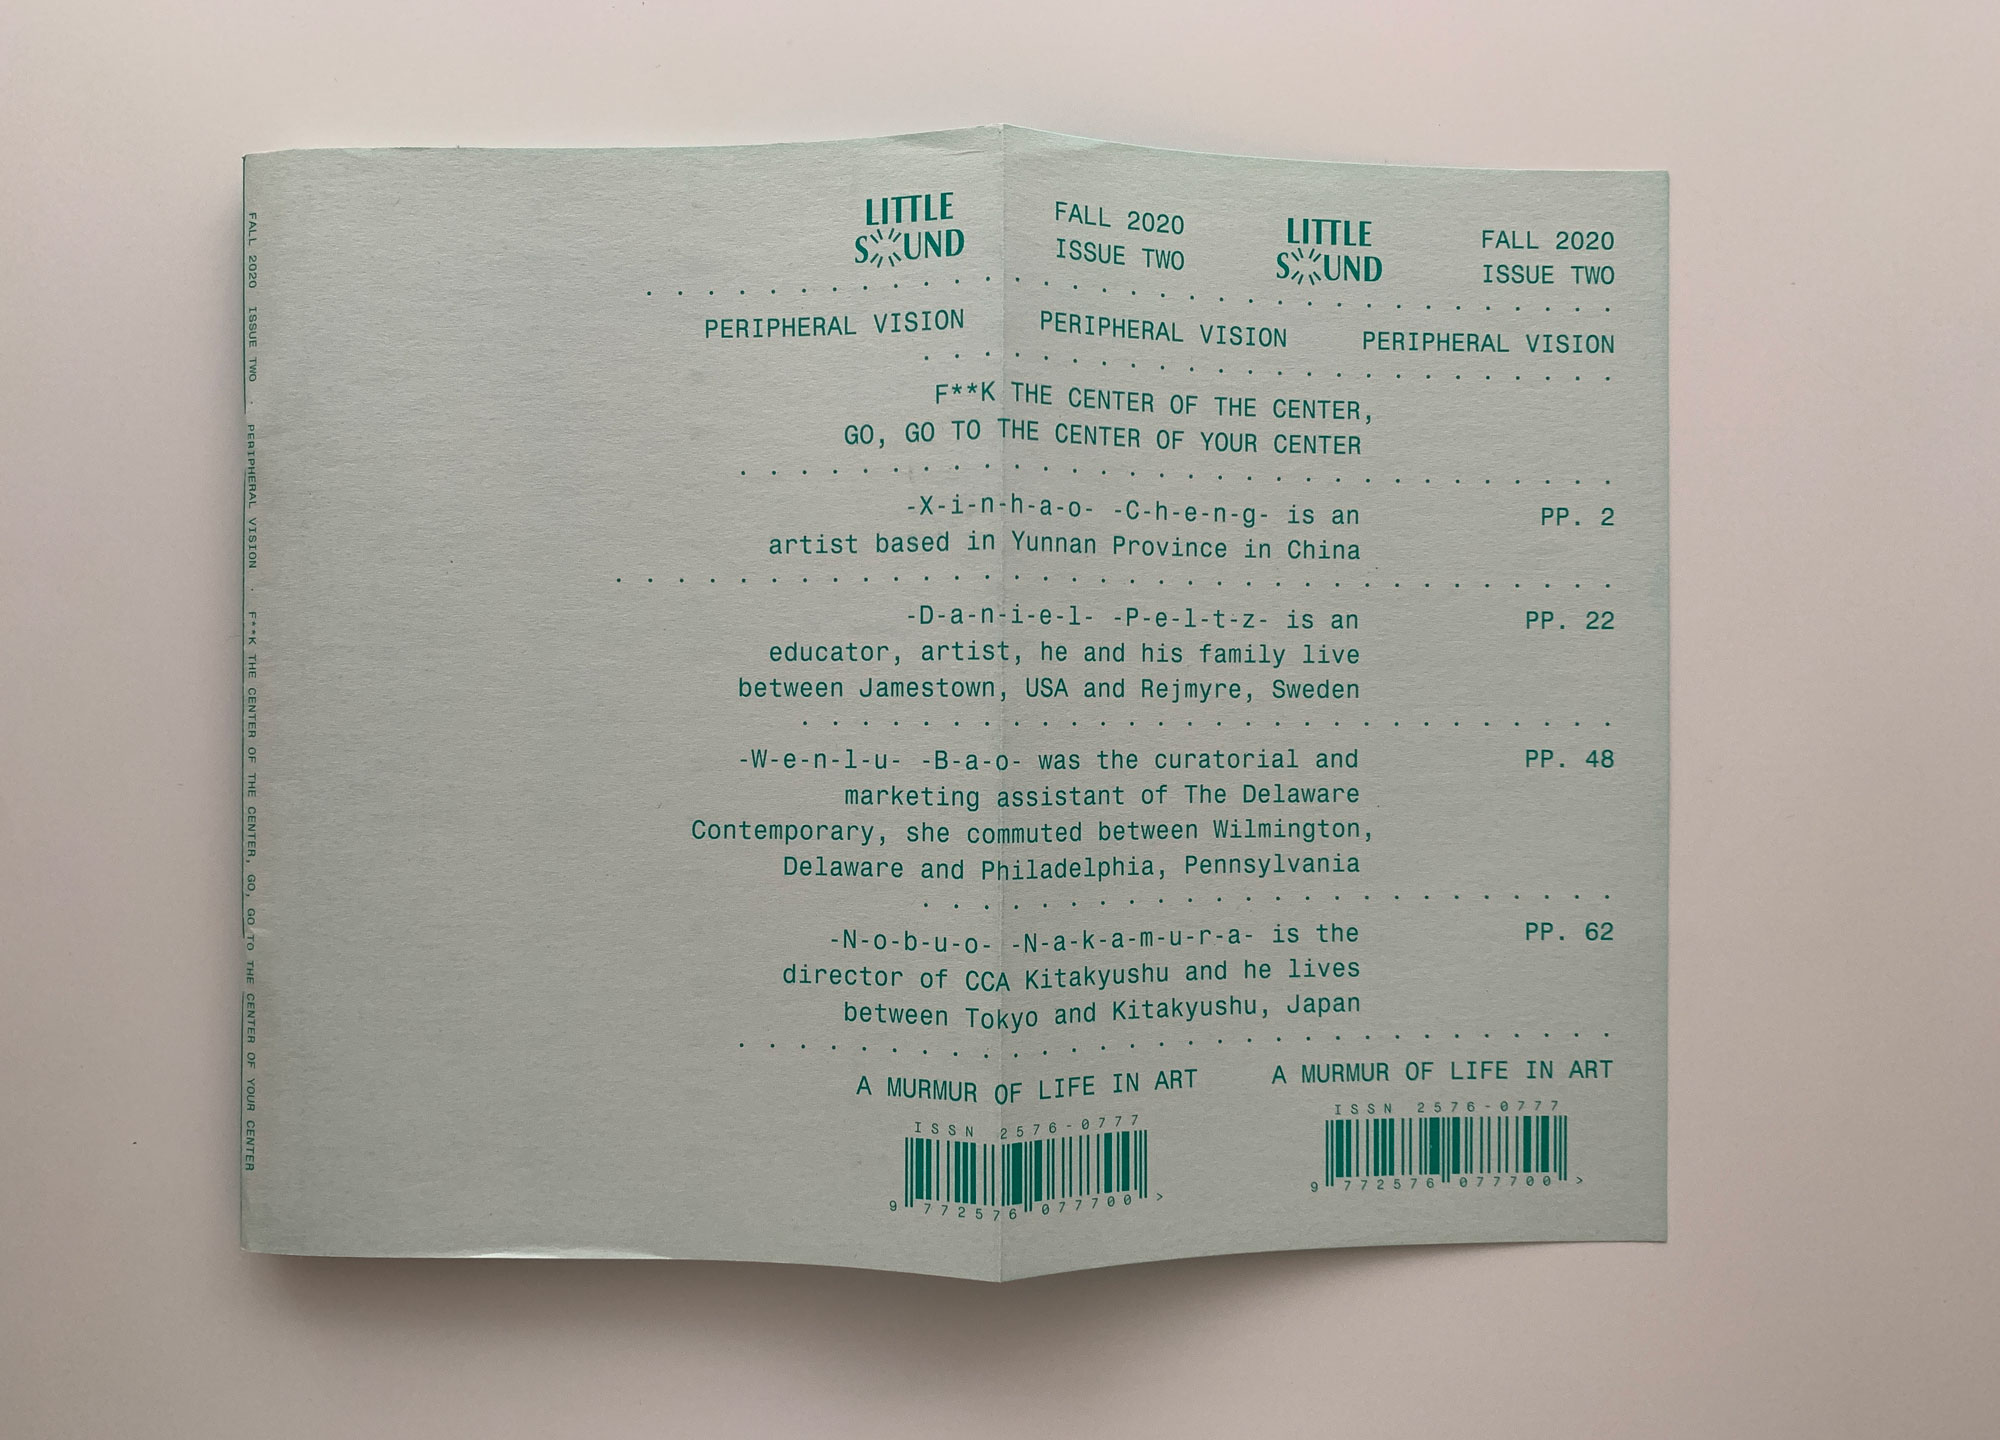 FALL 2020 ISSUE TWO · PERIPHERAL VISION · F**K THE CENTER OF THE CENTER, GO, GO TO THE CENTER OF YOUR CENTER
LITTLE SOUND
FALL 2020
ISSUE TWO
LITTLE SOUND
FALL 2020
ISSUE TWO
PERIPHERAL VISION PERIPHERAL VISION PERIPHERAL VISION
F**K THE CENTER OF THE CENTER,
GO, GO TO THE CENTER OF YOUR CENTER
-X-i-n-h-a-o- -C-h-e-n-g- is an PP. 2
artist based in Yunnan Province in China
-D-a-n-i-e-l- -P-e-l-t-z- is an PP. 22
educator, artist, he and his family live
between Jamestown, USA and Rejmyre, Sweden
-W-e-n-l-u- -B-a-o- was the curatorial and PP. 48
marketing assistant of The Delaware
Contemporary, she commuted between Wilmington,
Delaware and Philadelphia, Pennsylvania
-N-o-b-u-o- -N-a-k-a-m-u-r-a- is the PP. 62
director of CCA Kitakyushu and he lives
between Tokyo and Kitakyushu, Japan
A MURMUR OF LIFE IN ART A MURMUR OF LIFE IN ART
ISSN 2576-0777
9 772576 077700 >
ISSN 2576-0777
9 772576 077700 >